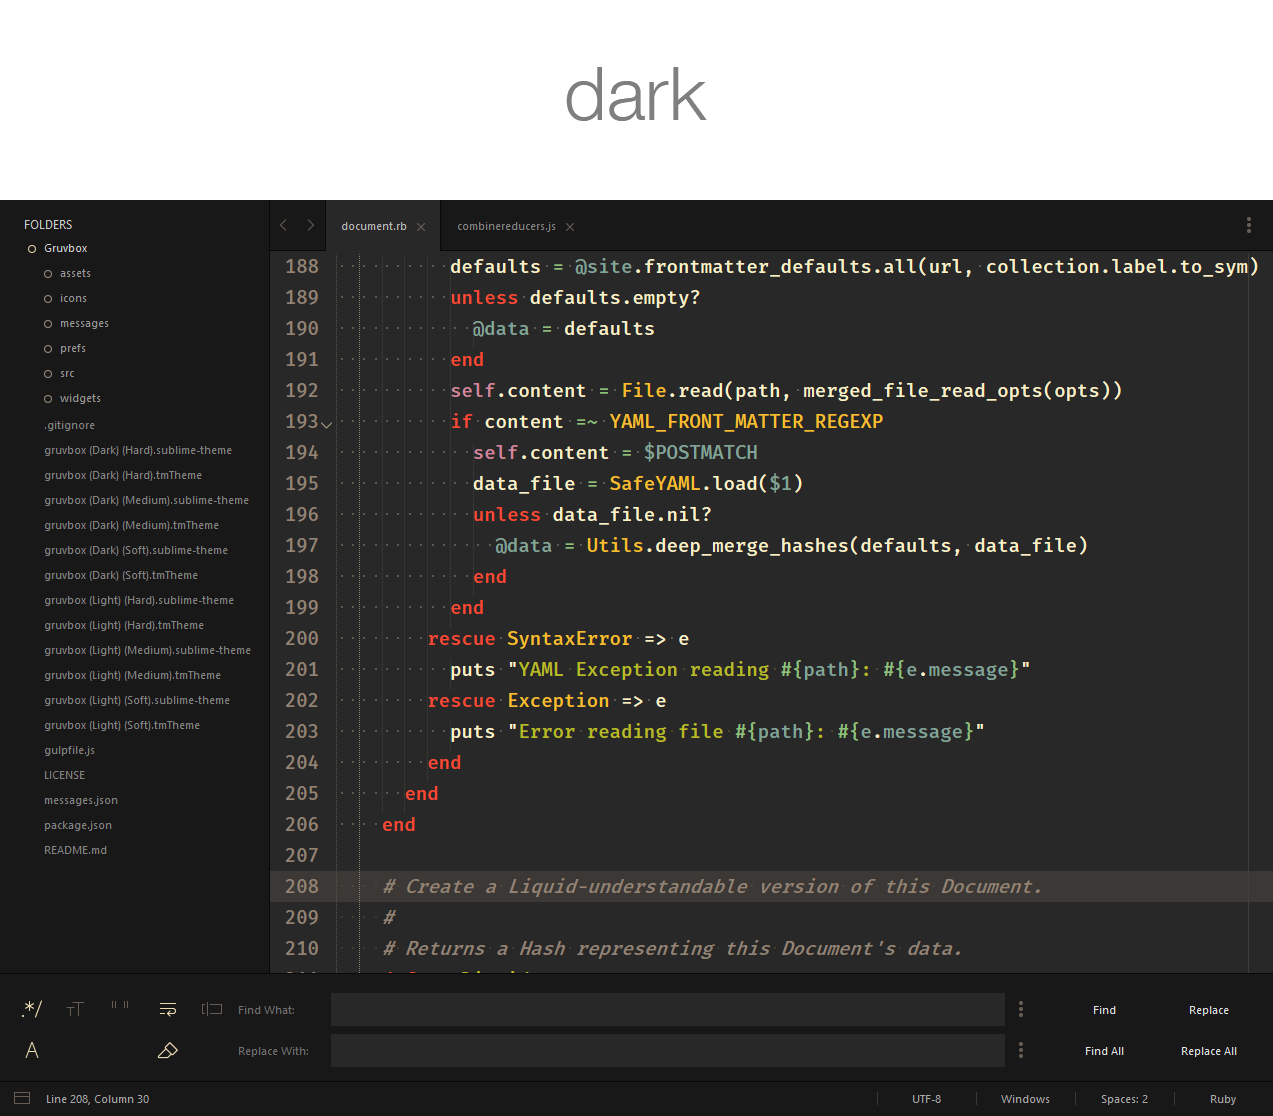 dark
FOLDERS
Gruvbox
assets
icons
messages
prefs
src
widgets
.gitignore
gruvbox (Dark) (Hard).sublime-theme
gruvbox (Dark) (Hard).tmTheme
gruvbox (Dark) (Medium).sublime-theme
gruvbox (Dark) (Medium).tmTheme
gruvbox (Dark) (Soft).sublime-theme
gruvbox (Dark) (Soft).tmTheme
gruvbox (Light) (Hard).sublime-theme
gruvbox (Light) (Hard).tmTheme
gruvbox (Light) (Medium).sublime-theme
gruvbox (Light) (Medium).tmTheme
gruvbox (Light) (Soft).sublime-theme
gruvbox (Light) (Soft).tmTheme
gulpfile.js
LICENSE
messages.json
package.json
README.md
document.rb
combinereducers.js
188 defaults = @site.frontmatter_defaults.all(url, collection.label.to_sym)
189 unless defaults.empty?
190 @data = defaults
191 end
192 self.content = File.read(path, merged_file_read_opts(opts))
193 if content =~ YAML_FRONT_MATTER_REGEXP
194 self.content = $POSTMATCH
195 data_file = SafeYAML.load($1)
196 unless data_file.nil?
197 @data = Utils.deep_merge_hashes(defaults, data_file)
198 end
199 end
200 rescue SyntaxError => e
201 puts "YAML Exception reading #{path}: #{e.message}"
202 rescue Exception => e
203 puts "Error reading file #{path}: #{e.message}"
204 end
205 end
206 end
207
208 # Create a Liquid-understandable version of this Document.
209 #
210 # Returns a Hash representing this Document's data.
.*/ Find What: Find Replace
Replace With: Find All Replace All
Line 208, Column 30 UTF-8 Windows Spaces: 2 Ruby